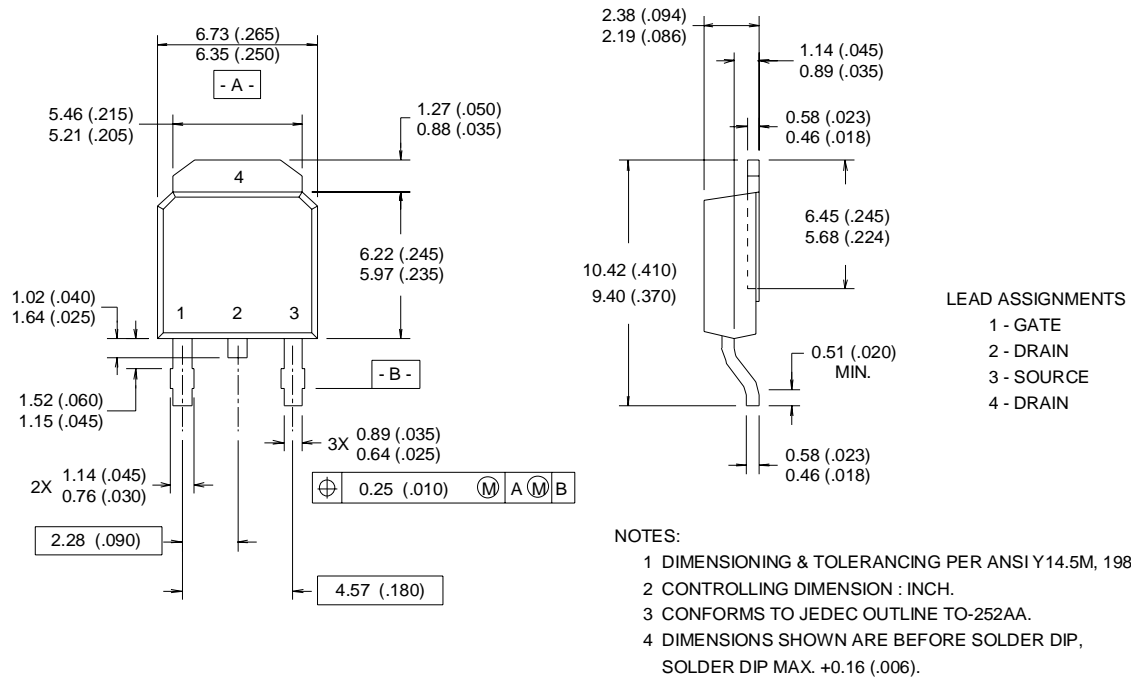 6.73 (.265)
6.35 (.250)
- A -
5.46 (.215)
5.21 (.205)
1.27 (.050)
0.88 (.035)
4
6.22 (.245)
5.97 (.235)
1.02 (.040)
1.64 (.025)
1 2 3
- B -
1.52 (.060)
1.15 (.045)
3X 0.89 (.035)
0.64 (.025)
2X 1.14 (.045)
0.76 (.030)
0.25 (.010) M A M B
2.28 (.090)
4.57 (.180)
2.38 (.094)
2.19 (.086)
1.14 (.045)
0.89 (.035)
0.58 (.023)
0.46 (.018)
6.45 (.245)
5.68 (.224)
10.42 (.410)
9.40 (.370)
0.51 (.020)
MIN.
0.58 (.023)
0.46 (.018)
LEAD ASSIGNMENTS
1 - GATE
2 - DRAIN
3 - SOURCE
4 - DRAIN
NOTES:
1 DIMENSIONING & TOLERANCING PER ANSI Y14.5M, 198
2 CONTROLLING DIMENSION : INCH.
3 CONFORMS TO JEDEC OUTLINE TO-252AA.
4 DIMENSIONS SHOWN ARE BEFORE SOLDER DIP,
SOLDER DIP MAX. +0.16 (.006).